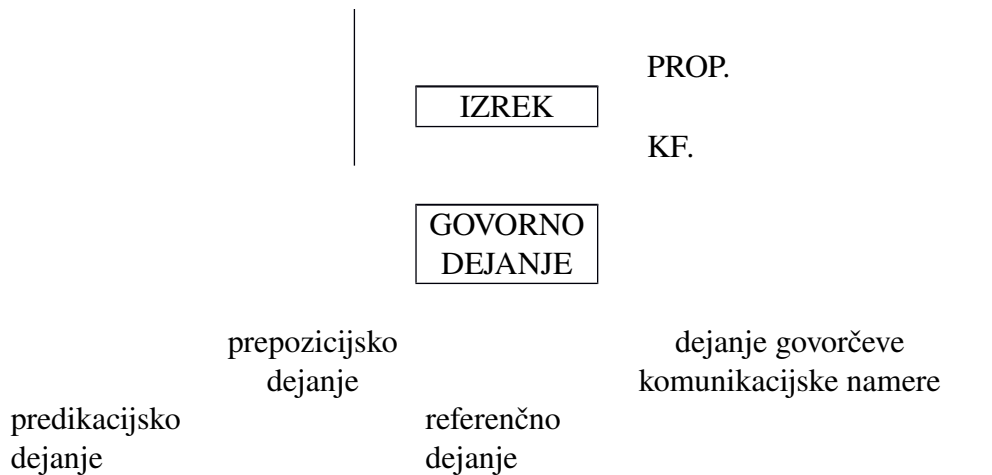 PROP.
IZREK
KF.
GOVORNO
DEJANJE
prepozicijsko
dejanje
dejanje govorčeve
komunikacijske namere
predikacijsko
dejanje
referenčno
dejanje